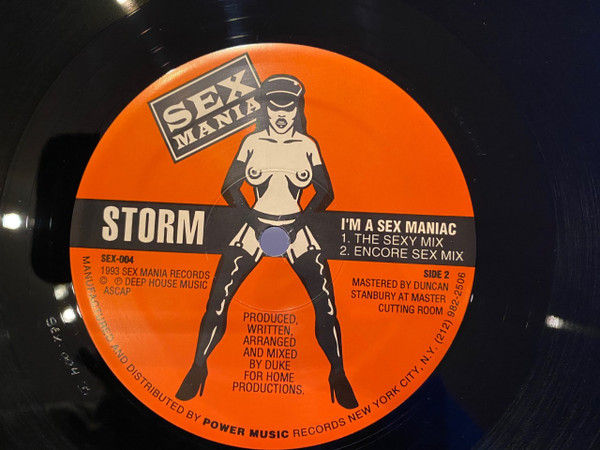 SEX
MANIA
STORM
I'M A SEX MANIAC
1. THE SEXY MIX
2. ENCORE SEX MIX
SEX-004
1993 SEX MANIA RECORDS
© ℗ DEEP HOUSE MUSIC
ASCAP
SIDE 2
MASTERED BY DUNCAN
STANBURY AT MASTER
CUTTING ROOM
PRODUCED,
WRITTEN,
ARRANGED
AND MIXED
BY DUKE
FOR HOME
PRODUCTIONS.
MANUFACTURED AND DISTRIBUTED BY POWER MUSIC RECORDS NEW YORK CITY, N.Y. (212) 982-2506